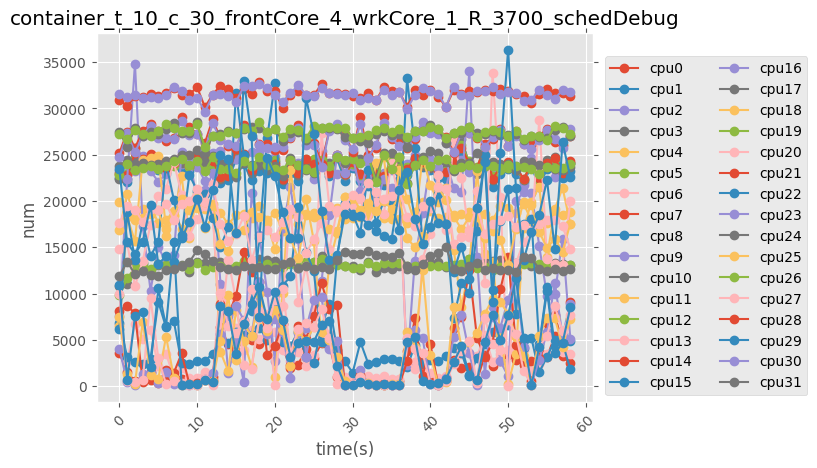 container_t_10_c_30_frontCore_4_wrkCore_1_R_3700_schedDebug
35000
30000
25000
20000
15000
10000
5000
0
num
0
10
20
30
40
50
60
time(s)
cpu0
cpu1
cpu2
cpu3
cpu4
cpu5
cpu6
cpu7
cpu8
cpu9
cpu10
cpu11
cpu12
cpu13
cpu14
cpu15
cpu16
cpu17
cpu18
cpu19
cpu20
cpu21
cpu22
cpu23
cpu24
cpu25
cpu26
cpu27
cpu28
cpu29
cpu30
cpu31